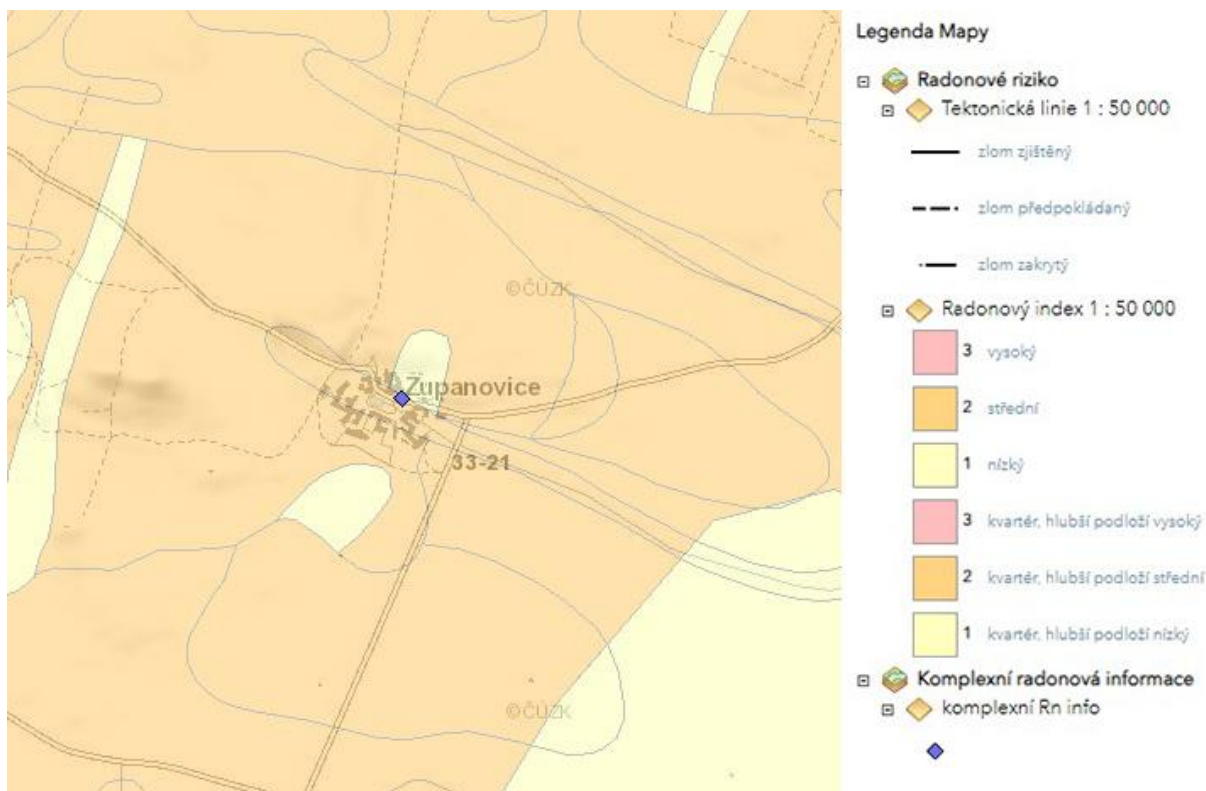 ©ČÚZK
Županovice
33-21
©ČÚZK
Legenda Mapy
Radonové riziko
Tektonická linie 1 : 50 000
zlom zjištěný
zlom předpokládaný
zlom zakrytý
Radonový index 1 : 50 000
3 vysoký
2 střední
1 nízký
3 kvartér, hlubší podloží vysoký
2 kvartér, hlubší podloží střední
1 kvartér, hlubší podloží nízký
Komplexní radonová informace
komplexní Rn info